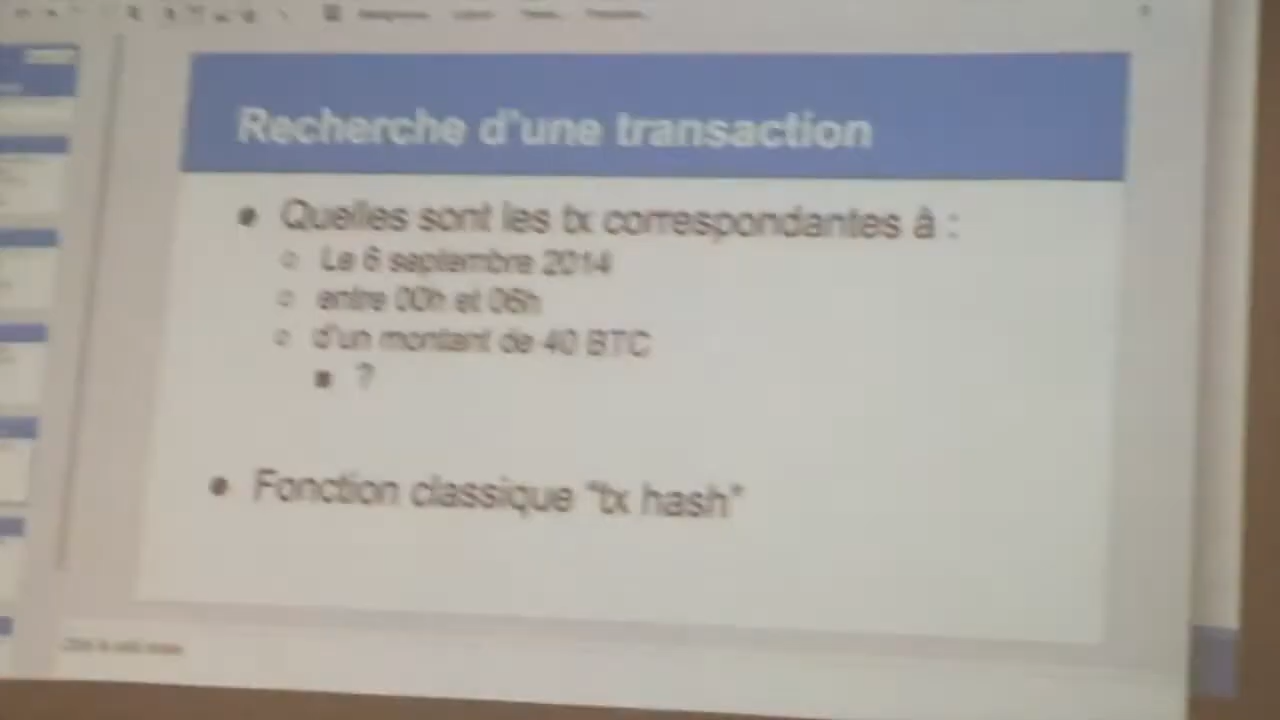 Recherche d'une transaction
Quelles sont les tx correspondantes à :
Le 6 septembre 2014
entre 00h et 06h
d'un montant de 40 BTC
?
Fonction classique "tx hash"